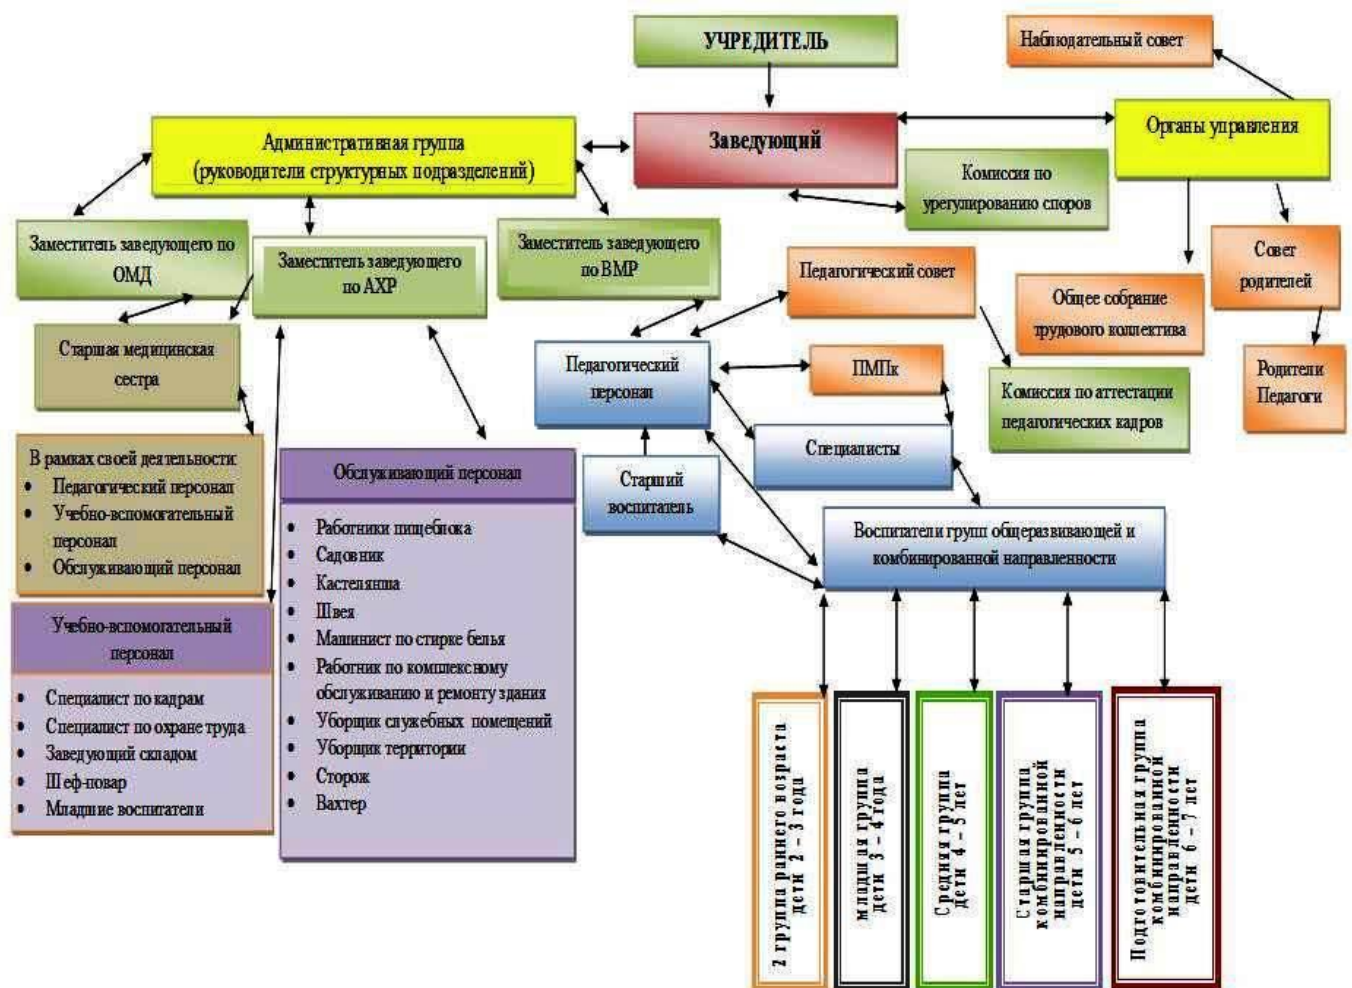 УЧРЕДИТЕЛЬ
Наблюдательный совет
Заведующий
Органы управления
Административная группа
(руководители структурных подразделений)
Комиссия по
урегулированию споров
Заместитель заведующего по
ОМД
Заместитель заведующего
по АХР
Заместитель заведующего
по ВМР
Педагогический совет
Общее собрание
трудового коллектива
Совет
родителей
Старшая медицинская
сестра
Педагогический
персонал
ПМПк
Комиссия по аттестации
педагогических кадров
Родители
Педагоги
В рамках своей деятельности:
• Педагогический персонал
• Учебно-вспомогательный
персонал
• Обслуживающий персонал
Обслуживающий персонал
• Работники пищеблока
• Садовник
• Кастелянша
• Швея
• Машинист по стирке белья
• Работник по комплексному
обслуживанию и ремонту здания
• Уборщик служебных помещений
• Уборщик территории
• Сторож
• Вахтер
Старший
воспитатель
Специалисты
Воспитатели групп общеразвивающей и
комбинированной направленности
Учебно-вспомогательный
персонал
• Специалист по кадрам
• Специалист по охране труда
• Заведующий складом
• Шеф-повар
• Младшие воспитатели
2 группа раннего возраста
дети 2 – 3 года
младшая группа
дети 3 – 4 года
Средняя группа
дети 4 – 5 лет
Старшая группа
комбинированной
направленности
дети 5 – 6 лет
Подготовительная группа
комбинированной
направленности
дети 6 – 7 лет